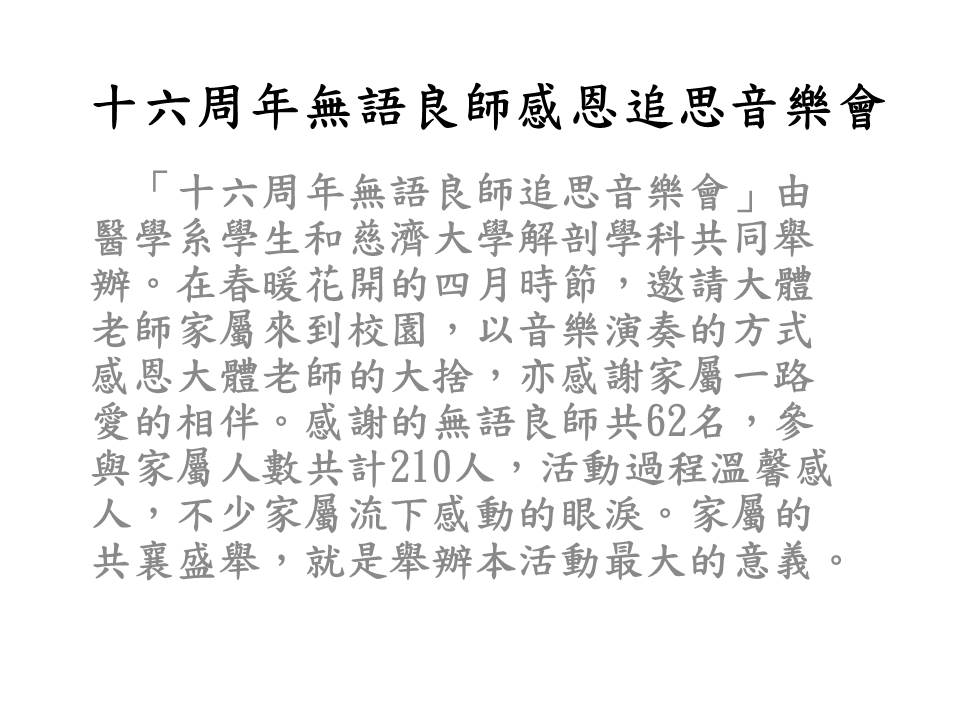 十六周年無語良師感恩追思音樂會
「十六周年無語良師追思音樂會」由
醫學系學生和慈濟大學解剖學科共同舉
辦。在春暖花開的四月時節，邀請大體
老師家屬來到校園，以音樂演奏的方式
感恩大體老師的大捨，亦感謝家屬一路
愛的相伴。感謝的無語良師共62名，參
與家屬人數共計210人，活動過程溫馨感
人，不少家屬流下感動的眼淚。家屬的
共襄盛舉，就是舉辦本活動最大的意義。